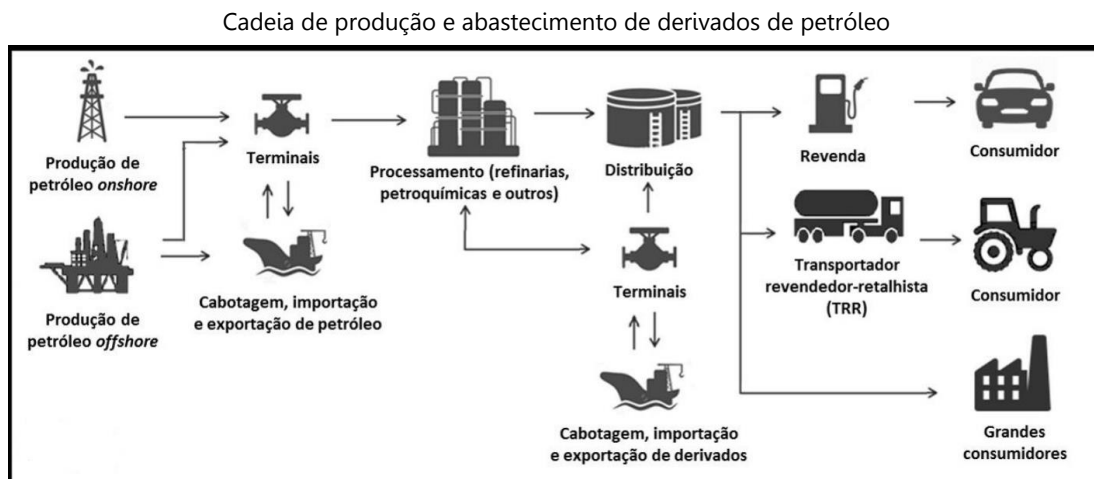 Cadeia de produção e abastecimento de derivados de petróleo
Produção de
petróleo onshore
Terminais
Processamento (refinarias,
petroquímicas e outros)
Distribuição
Revenda
Consumidor
Produção de
petróleo offshore
Cabotagem, importação
e exportação de petróleo
Terminais
Transportador
revendedor-retalhista
(TRR)
Consumidor
Cabotagem, importação
e exportação de derivados
Grandes
consumidores